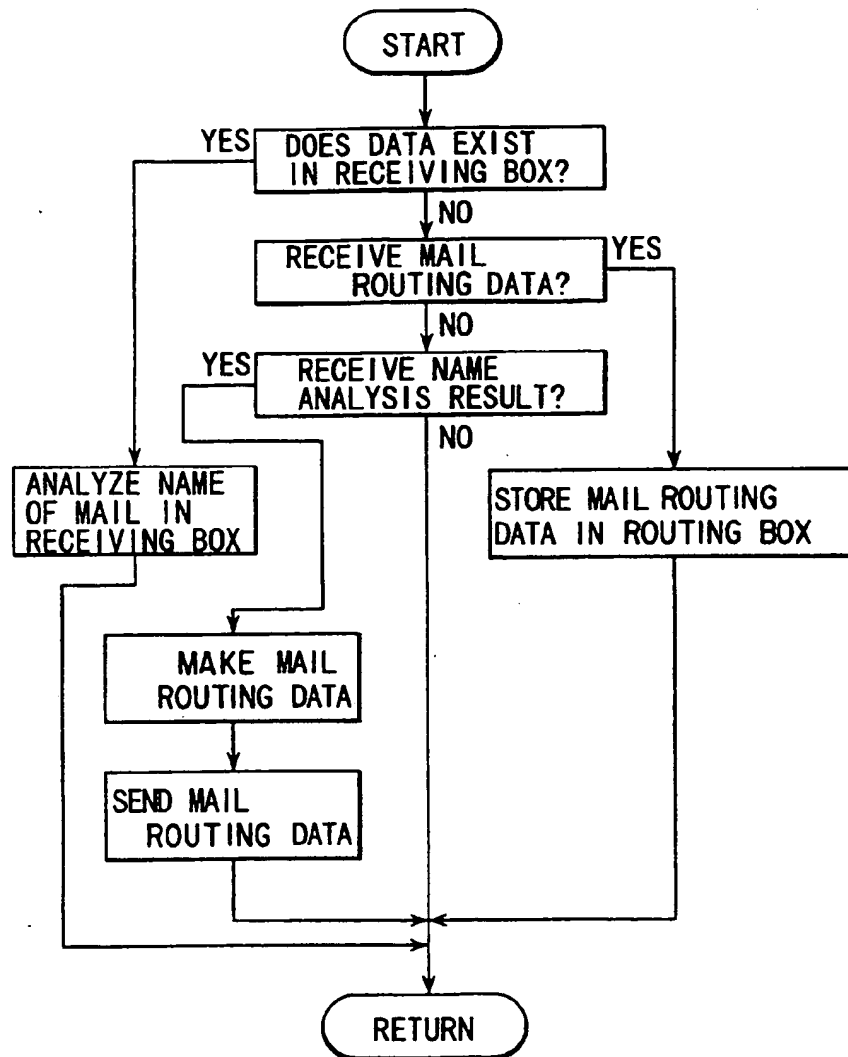 START
YES
DOES DATA EXIST
IN RECEIVING BOX?
NO
RECEIVE MAIL
ROUTING DATA?
YES
NO
YES
RECEIVE NAME
ANALYSIS RESULT?
NO
ANALYZE NAME
OF MAIL IN
RECEIVING BOX
STORE MAIL ROUTING
DATA IN ROUTING BOX
MAKE MAIL
ROUTING DATA
SEND MAIL
ROUTING DATA
RETURN